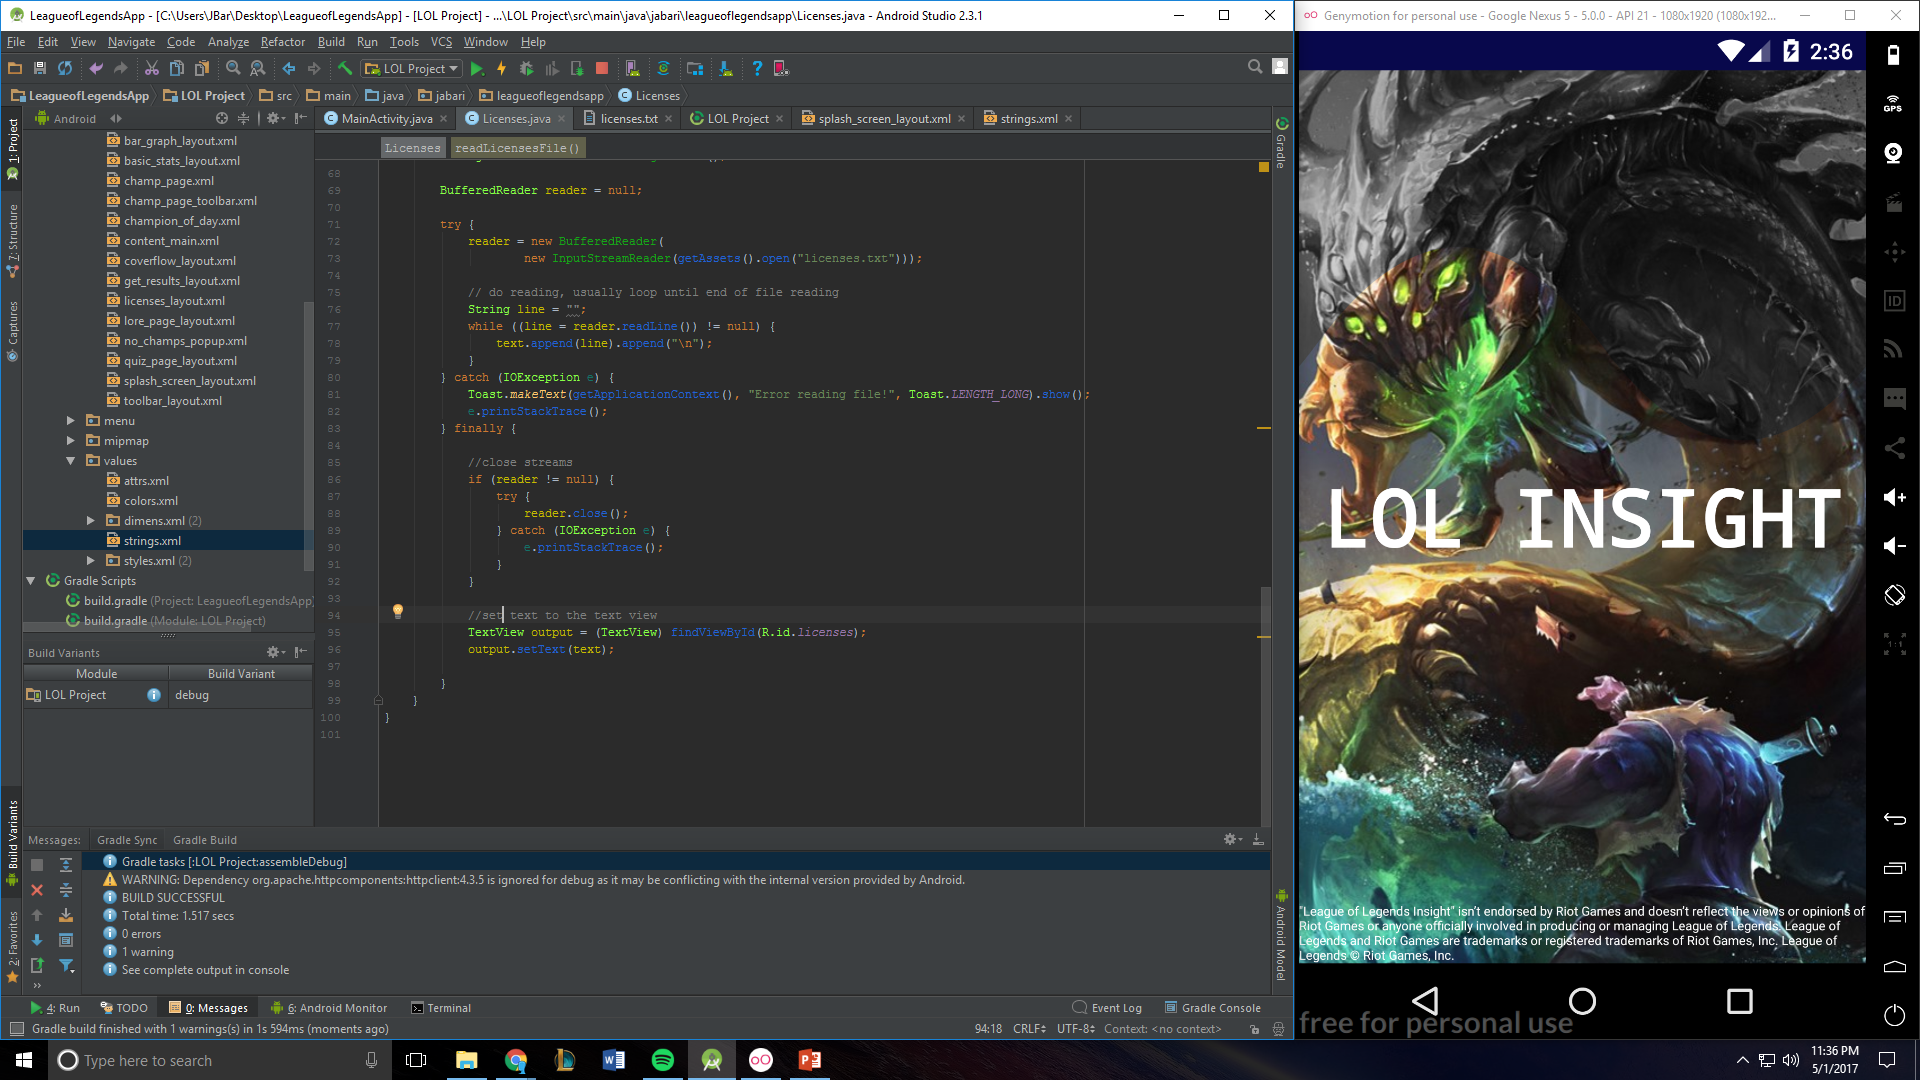 LeagueofLegendsApp - [C:\Users\JBar\Desktop\LeagueofLegendsApp] - [LOL Project] - ...\LOL Project\src\main\java\jabari\leagueoflegendsapp\Licenses.java - Android Studio 2.3.1
File Edit View Navigate Code Analyze Refactor Build Run Tools VCS Window Help
LOL Project
LeagueofLegendsApp LOL Project src main java jabari leagueoflegendsapp Licenses
Android
MainActivity.java Licenses.java licenses.txt LOL Project splash_screen_layout.xml strings.xml
Licenses readLicensesFile()
1: Project
7: Structure
Captures
Build Variants
2: Favorites
bar_graph_layout.xml
basic_stats_layout.xml
champ_page.xml
champ_page_toolbar.xml
champion_of_day.xml
content_main.xml
coverflow_layout.xml
get_results_layout.xml
licenses_layout.xml
lore_page_layout.xml
no_champs_popup.xml
quiz_page_layout.xml
splash_screen_layout.xml
toolbar_layout.xml
menu
mipmap
values
attrs.xml
colors.xml
dimens.xml (2)
strings.xml
styles.xml (2)
Gradle Scripts
build.gradle (Project: LeagueofLegendsApp)
build.gradle (Module: LOL Project)
Build Variants
Module Build Variant
LOL Project debug
68
69 BufferedReader reader = null;
70
71 try {
72 reader = new BufferedReader(
73 new InputStreamReader(getAssets().open("licenses.txt")));
74
75 // do reading, usually loop until end of file reading
76 String line = "";
77 while ((line = reader.readLine()) != null) {
78 text.append(line).append("\n");
79 }
80 } catch (IOException e) {
81 Toast.makeText(getApplicationContext(), "Error reading file!", Toast.LENGTH_LONG).show();
82 e.printStackTrace();
83 } finally {
84
85 //close streams
86 if (reader != null) {
87 try {
88 reader.close();
89 } catch (IOException e) {
90 e.printStackTrace();
91 }
92 }
93
94 //set text to the text view
95 TextView output = (TextView) findViewById(R.id.licenses);
96 output.setText(text);
97
98 }
99 }
100 }
101
Gradle
Android Model
Messages: Gradle Sync Gradle Build
Gradle tasks [:LOL Project:assembleDebug]
WARNING: Dependency org.apache.httpcomponents:httpclient:4.3.5 is ignored for debug as it may be conflicting with the internal version provided by Android.
BUILD SUCCESSFUL
Total time: 1.517 secs
0 errors
1 warning
See complete output in console
4: Run TODO 0: Messages 6: Android Monitor Terminal Event Log Gradle Console
Gradle build finished with 1 warnings(s) in 1s 594ms (moments ago) 94:18 CRLF UTF-8 Context: <no context>
Genymotion for personal use - Google Nexus 5 - 5.0.0 - API 21 - 1080x1920 (1080x192...
2:36
GPS
ID
1:1
LOL INSIGHT
"League of Legends Insight" isn't endorsed by Riot Games and doesn't reflect the views or opinions of
Riot Games or anyone officially involved in producing or managing League of Legends. League of
Legends and Riot Games are trademarks or registered trademarks of Riot Games, Inc. League of
Legends © Riot Games, Inc.
free for personal use
Type here to search
11:36 PM
5/1/2017